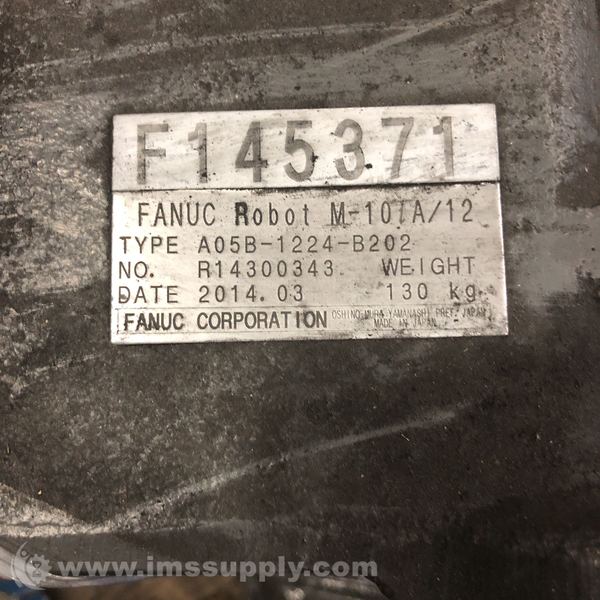 F145371
FANUC Robot M-10iA/12
TYPE A05B-1224-B202
NO. R14300343 WEIGHT
DATE 2014.03 130 kg
FANUC CORPORATION OSHINO-MURA YAMANASHI PREF. JAPAN
MADE IN JAPAN
www.imssupply.com